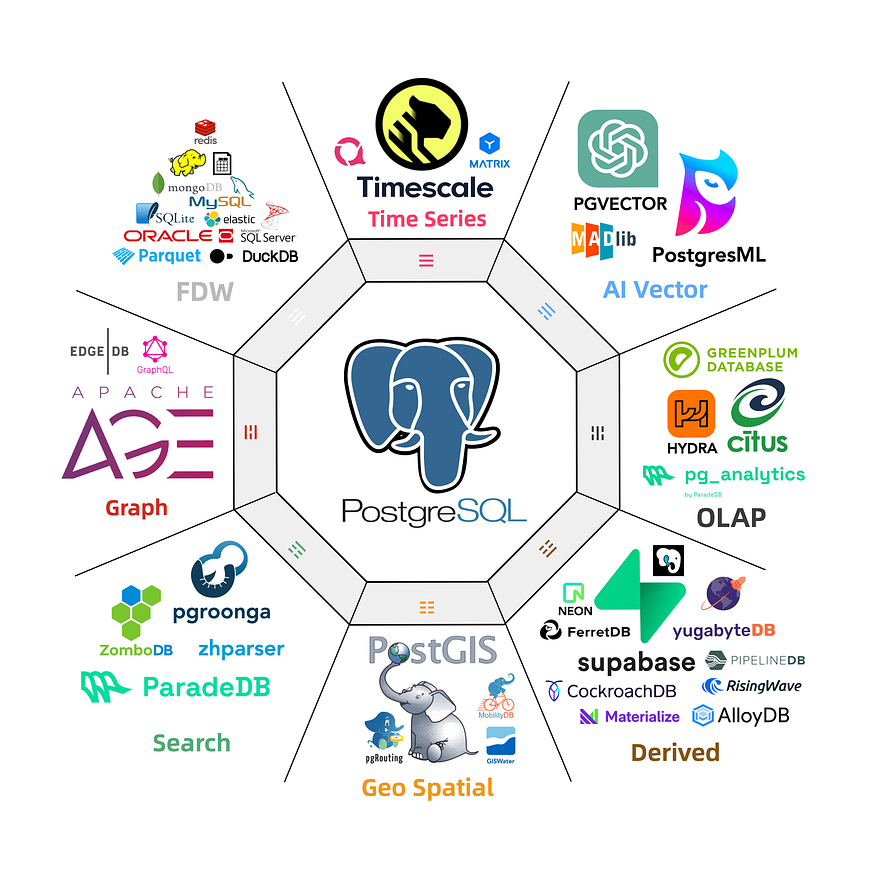 Timescale
MATRIX
Time Series
PGVECTOR
MADlib
PostgresML
AI Vector
GREENPLUM
DATABASE
HYDRA
citus
pg_analytics
by ParadeDB
OLAP
NEON
FerretDB
yugabyteDB
supabase
PIPELINEDB
CockroachDB
RisingWave
Materialize
AlloyDB
Derived
PostGIS
MobilityDB
pgRouting
GISWater
Geo Spatial
pgroonga
ZomboDB
zhparser
ParadeDB
Search
EDGE DB
GraphQL
APACHE
AGE
Graph
redis
mongoDB
MySQL
SQLite
elastic
ORACLE
Microsoft
SQL Server
Parquet
DuckDB
FDW
PostgreSQL